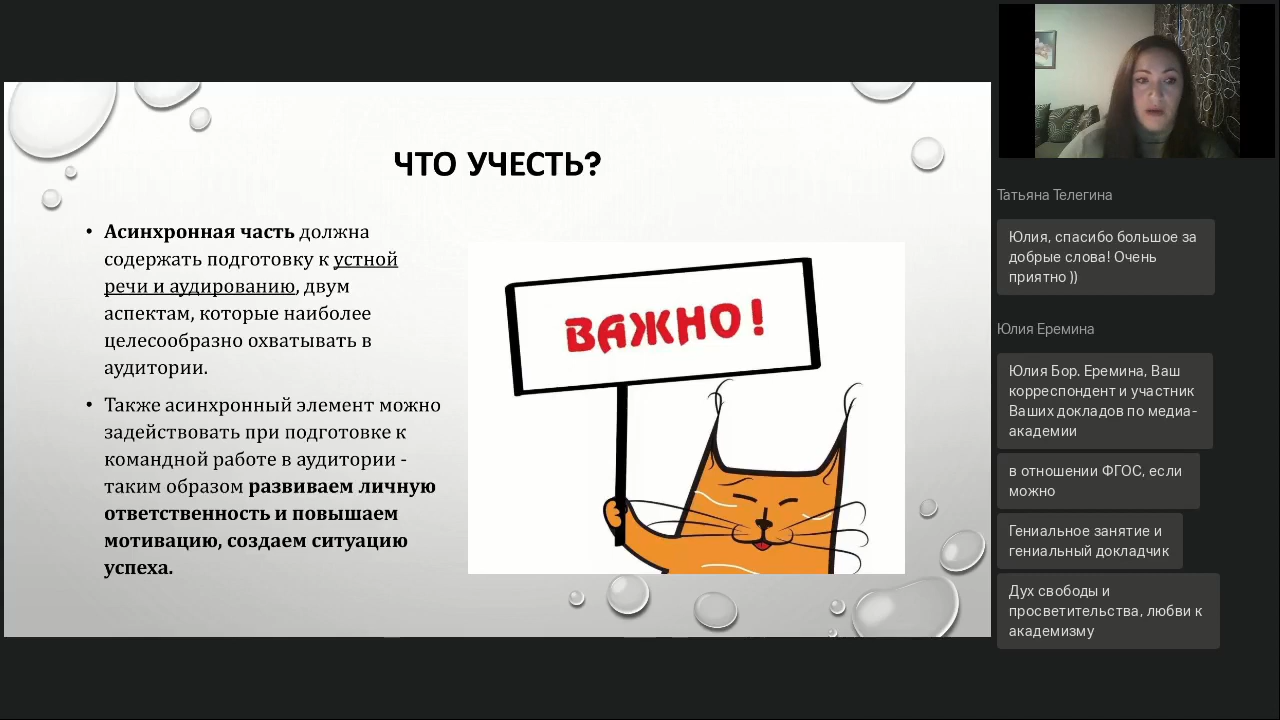 ЧТО УЧЕСТЬ?
• Асинхронная часть должна
содержать подготовку к устной
речи и аудированию, двум
аспектам, которые наиболее
целесообразно охватывать в
аудитории.
• Также асинхронный элемент можно
задействовать при подготовке к
командной работе в аудитории -
таким образом развиваем личную
ответственность и повышаем
мотивацию, создаем ситуацию
успеха.
ВАЖНО!
Татьяна Телегина
Юлия, спасибо большое за
добрые слова! Очень
приятно ))
Юлия Еремина
Юлия Бор. Еремина, Ваш
корреспондент и участник
Ваших докладов по медиа-
академии
в отношении ФГОС, если
можно
Гениальное занятие и
гениальный докладчик
Дух свободы и
просветительства, любви к
академизму